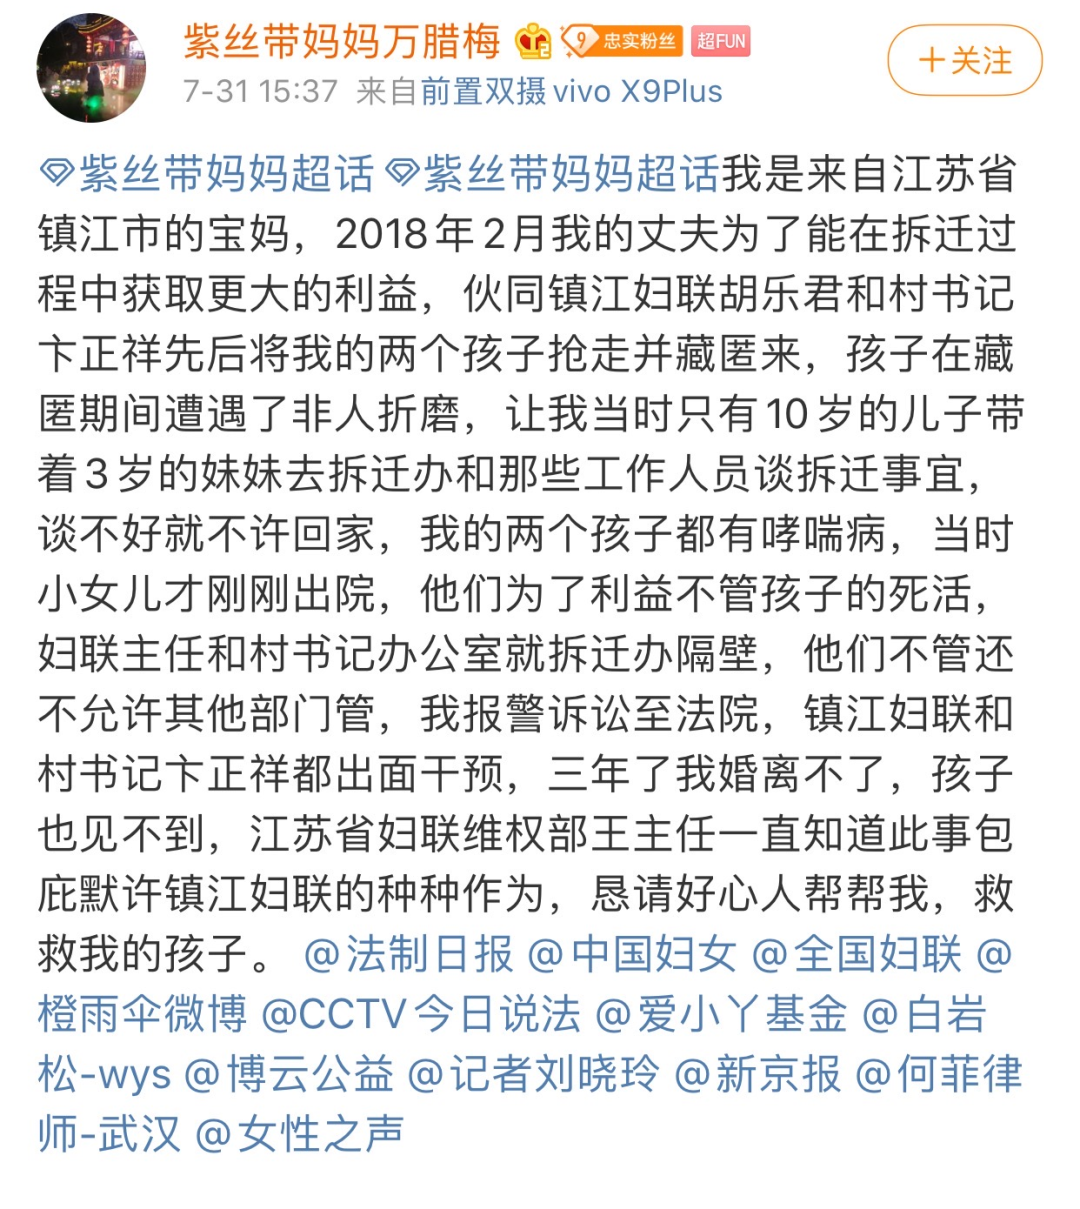 紫丝带妈妈万腊梅 2 9 忠实粉丝 超FUN
+关注
7-31 15:37 来自前置双摄vivo X9Plus
紫丝带妈妈超话 紫丝带妈妈超话我是来自江苏省
镇江市的宝妈，2018年2月我的丈夫为了能在拆迁过
程中获取更大的利益，伙同镇江妇联胡乐君和村书记
卞正祥先后将我的两个孩子抢走并藏匿来，孩子在藏
匿期间遭遇了非人折磨，让我当时只有10岁的儿子带
着3岁的妹妹去拆迁办和那些工作人员谈拆迁事宜，
谈不好就不许回家，我的两个孩子都有哮喘病，当时
小女儿才刚刚出院，他们为了利益不管孩子的死活，
妇联主任和村书记办公室就拆迁办隔壁，他们不管还
不允许其他部门管，我报警诉讼至法院，镇江妇联和
村书记卞正祥都出面干预，三年了我婚离不了，孩子
也见不到，江苏省妇联维权部王主任一直知道此事包
庇默许镇江妇联的种种作为，恳请好心人帮帮我，救
救我的孩子。 @法制日报 @中国妇女 @全国妇联 @
橙雨伞微博 @CCTV今日说法 @爱小丫基金 @白岩
松-wys @博云公益 @记者刘晓玲 @新京报 @何菲律
师-武汉 @女性之声